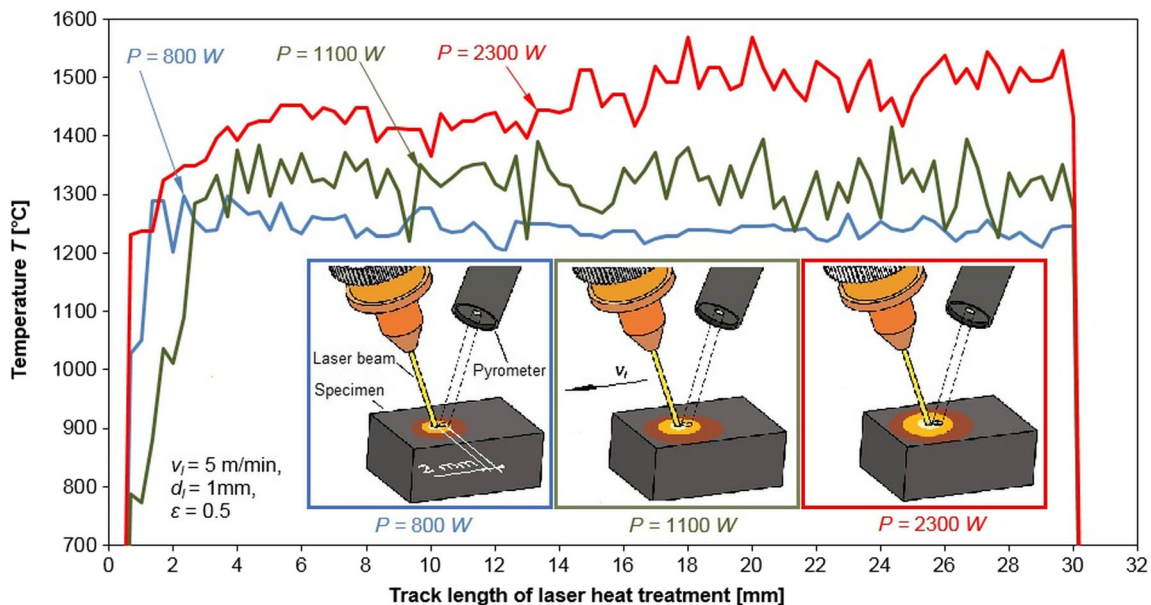 1600
1500
1400
1300
1200
1100
1000
900
800
700
Temperature T [°C]
P = 800 W
P = 1100 W
P = 2300 W
Laser beam
Specimen
Pyrometer
2 mm
vₗ
vₗ = 5 m/min,
dₗ = 1mm,
ε = 0.5
P = 800 W
P = 1100 W
P = 2300 W
0 2 4 6 8 10 12 14 16 18 20 22 24 26 28 30 32
Track length of laser heat treatment [mm]